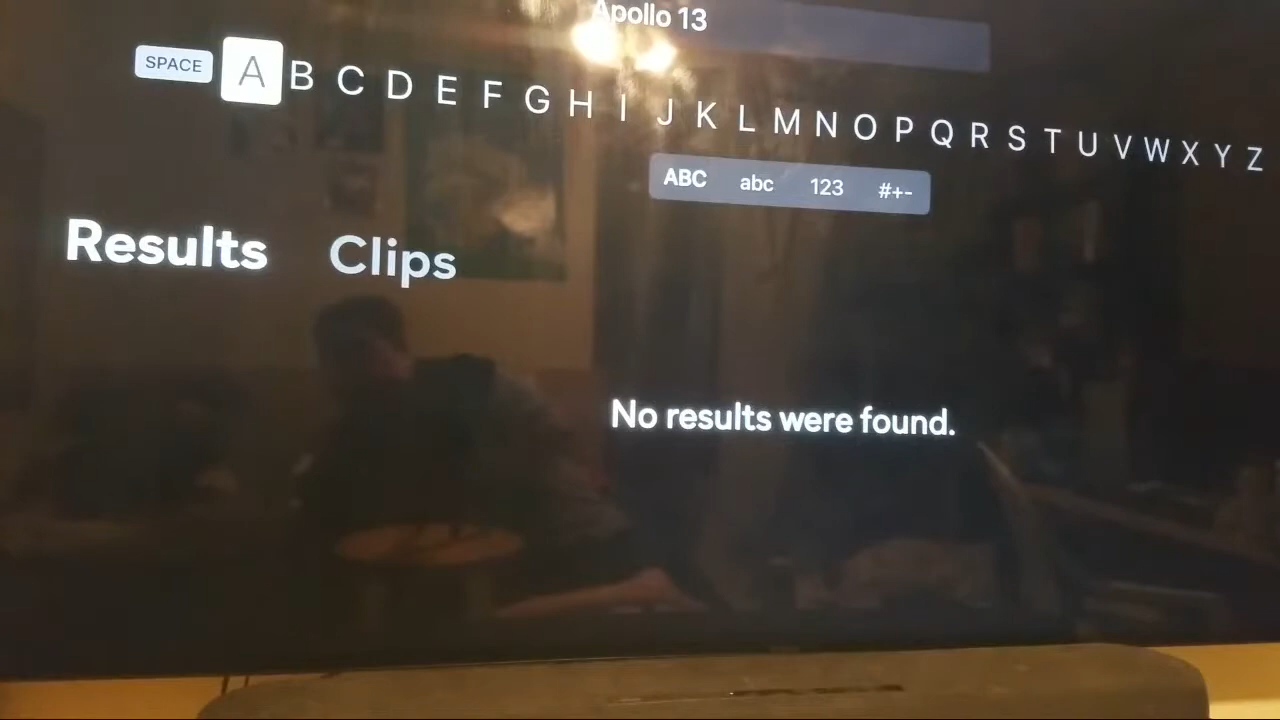 Apollo 13
SPACE A B C D E F G H I J K L M N O P Q R S T U V W X Y Z
ABC abc 123 #+-
Results Clips
No results were found.